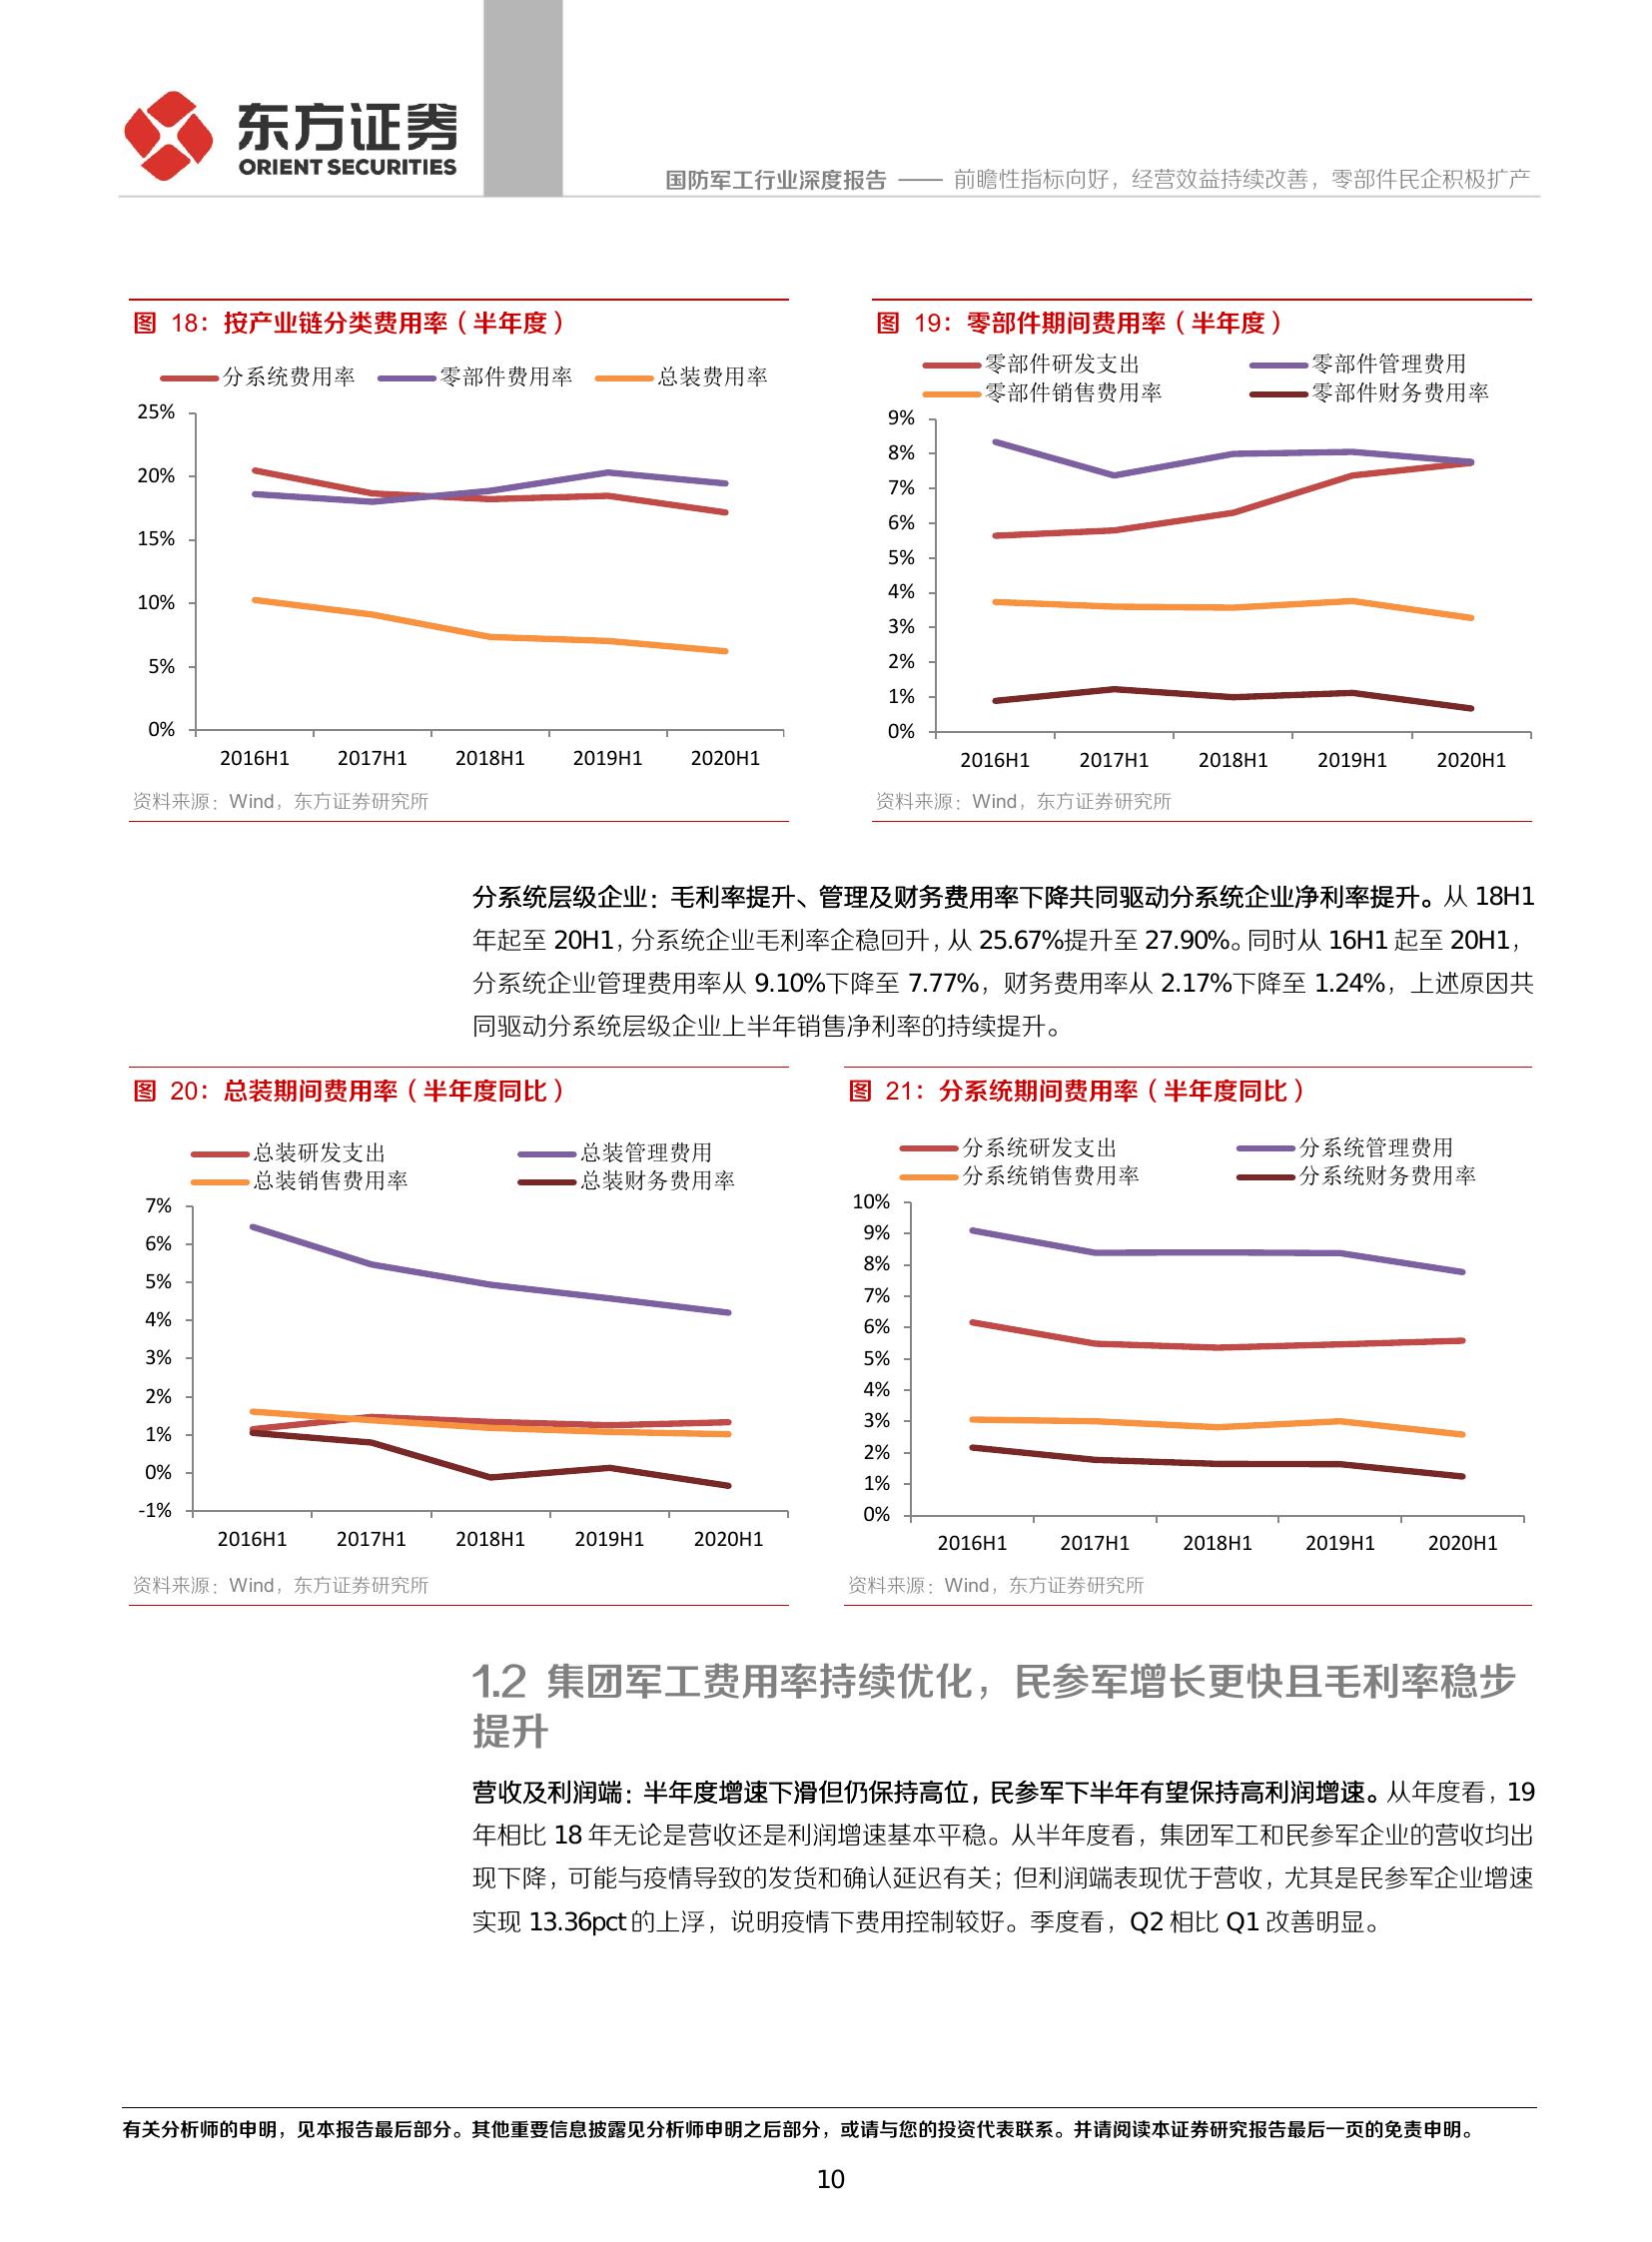 东方证券
ORIENT SECURITIES
国防军工行业深度报告 —— 前瞻性指标向好，经营效益持续改善，零部件民企积极扩产
图 18：按产业链分类费用率（半年度）
分系统费用率 零部件费用率 总装费用率
25%
20%
15%
10%
5%
0%
2016H1 2017H1 2018H1 2019H1 2020H1
资料来源：Wind，东方证券研究所
图 19：零部件期间费用率（半年度）
零部件研发支出 零部件管理费用
零部件销售费用率 零部件财务费用率
9%
8%
7%
6%
5%
4%
3%
2%
1%
0%
2016H1 2017H1 2018H1 2019H1 2020H1
资料来源：Wind，东方证券研究所
分系统层级企业：毛利率提升、管理及财务费用率下降共同驱动分系统企业净利率提升。从 18H1
年起至 20H1，分系统企业毛利率企稳回升，从 25.67%提升至 27.90%。同时从 16H1 起至 20H1，
分系统企业管理费用率从 9.10%下降至 7.77%，财务费用率从 2.17%下降至 1.24%，上述原因共
同驱动分系统层级企业上半年销售净利率的持续提升。
图 20：总装期间费用率（半年度同比）
总装研发支出 总装管理费用
总装销售费用率 总装财务费用率
7%
6%
5%
4%
3%
2%
1%
0%
-1%
2016H1 2017H1 2018H1 2019H1 2020H1
资料来源：Wind，东方证券研究所
图 21：分系统期间费用率（半年度同比）
分系统研发支出 分系统管理费用
分系统销售费用率 分系统财务费用率
10%
9%
8%
7%
6%
5%
4%
3%
2%
1%
0%
2016H1 2017H1 2018H1 2019H1 2020H1
资料来源：Wind，东方证券研究所
1.2 集团军工费用率持续优化，民参军增长更快且毛利率稳步
提升
营收及利润端：半年度增速下滑但仍保持高位，民参军下半年有望保持高利润增速。从年度看，19
年相比 18 年无论是营收还是利润增速基本平稳。从半年度看，集团军工和民参军企业的营收均出
现下降，可能与疫情导致的发货和确认延迟有关；但利润端表现优于营收，尤其是民参军企业增速
实现 13.36pct 的上浮，说明疫情下费用控制较好。季度看，Q2 相比 Q1 改善明显。
有关分析师的申明，见本报告最后部分。其他重要信息披露见分析师申明之后部分，或请与您的投资代表联系。并请阅读本证券研究报告最后一页的免责申明。
10